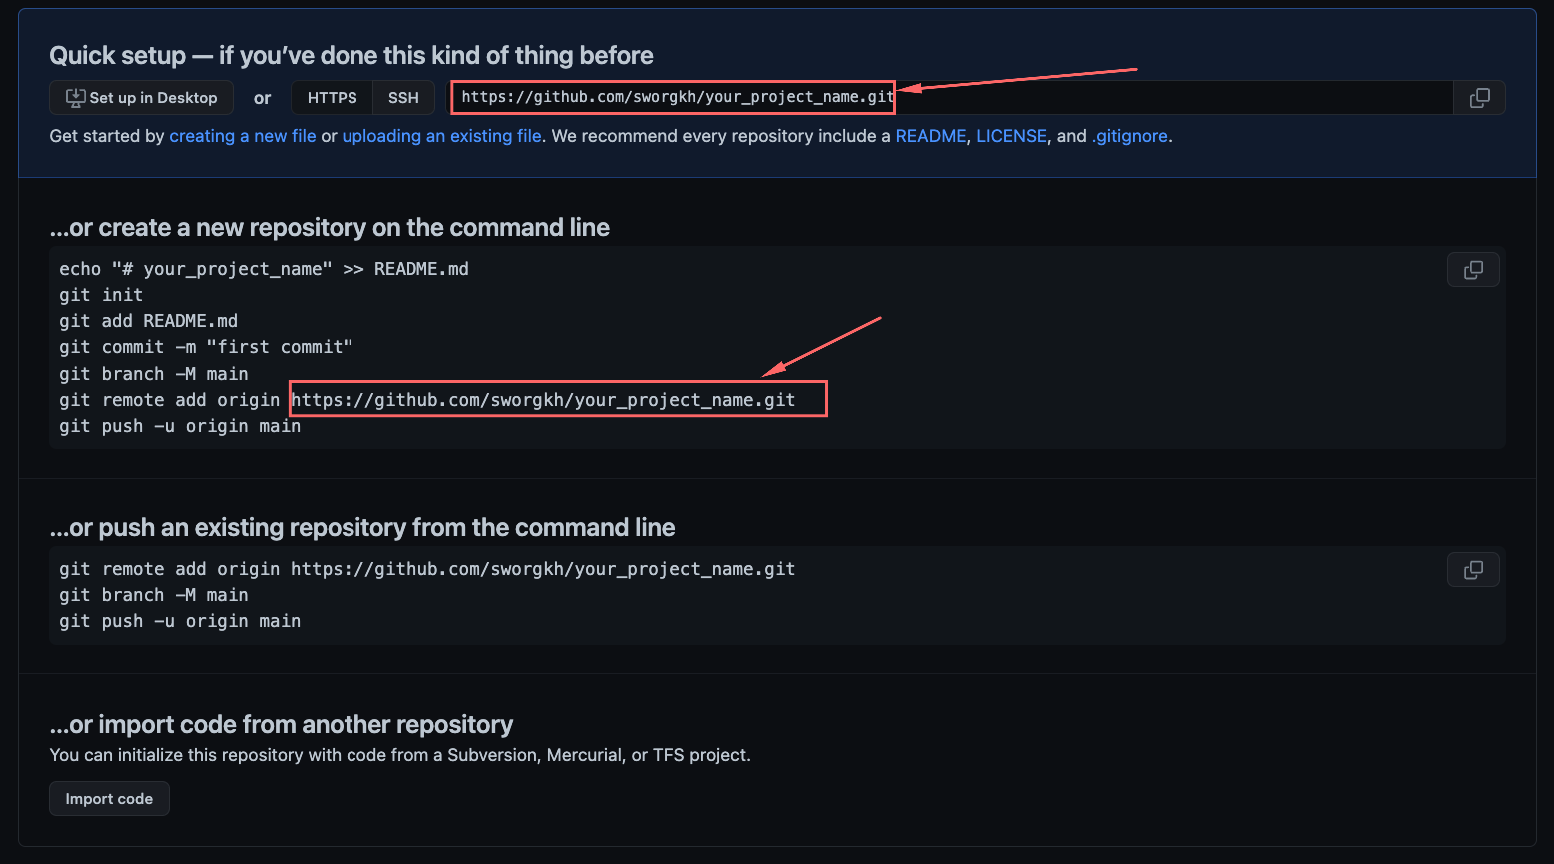 Quick setup — if you've done this kind of thing before
Set up in Desktop or HTTPS SSH https://github.com/sworgkh/your_project_name.git
Get started by creating a new file or uploading an existing file. We recommend every repository include a README, LICENSE, and .gitignore.
...or create a new repository on the command line
echo "# your_project_name" >> README.md
git init
git add README.md
git commit -m "first commit"
git branch -M main
git remote add origin https://github.com/sworgkh/your_project_name.git
git push -u origin main
...or push an existing repository from the command line
git remote add origin https://github.com/sworgkh/your_project_name.git
git branch -M main
git push -u origin main
...or import code from another repository
You can initialize this repository with code from a Subversion, Mercurial, or TFS project.
Import code